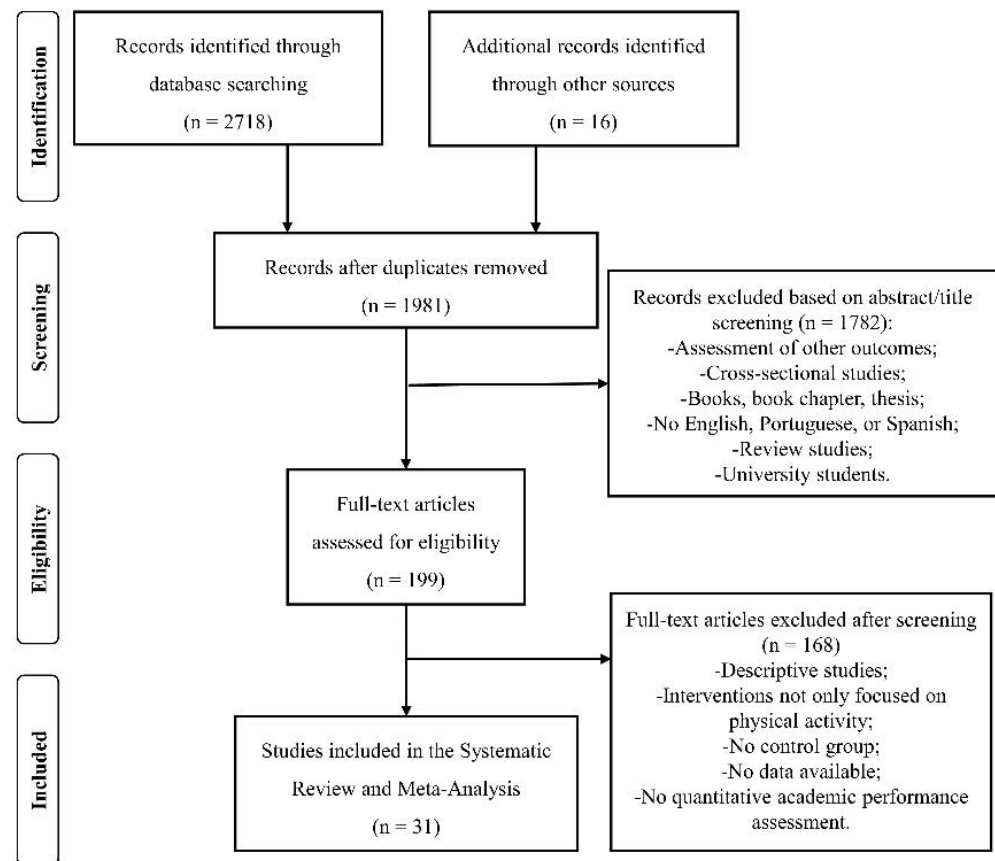 Identification
Records identified through
database searching
(n = 2718)
Additional records identified
through other sources
(n = 16)
Screening
Records after duplicates removed
(n = 1981)
Records excluded based on abstract/title
screening (n = 1782):
-Assessment of other outcomes;
-Cross-sectional studies;
-Books, book chapter, thesis;
-No English, Portuguese, or Spanish;
-Review studies;
-University students.
Eligibility
Full-text articles
assessed for eligibility
(n = 199)
Full-text articles excluded after screening
(n = 168)
-Descriptive studies;
-Interventions not only focused on
physical activity;
-No control group;
-No data available;
-No quantitative academic performance
assessment.
Included
Studies included in the Systematic
Review and Meta-Analysis
(n = 31)